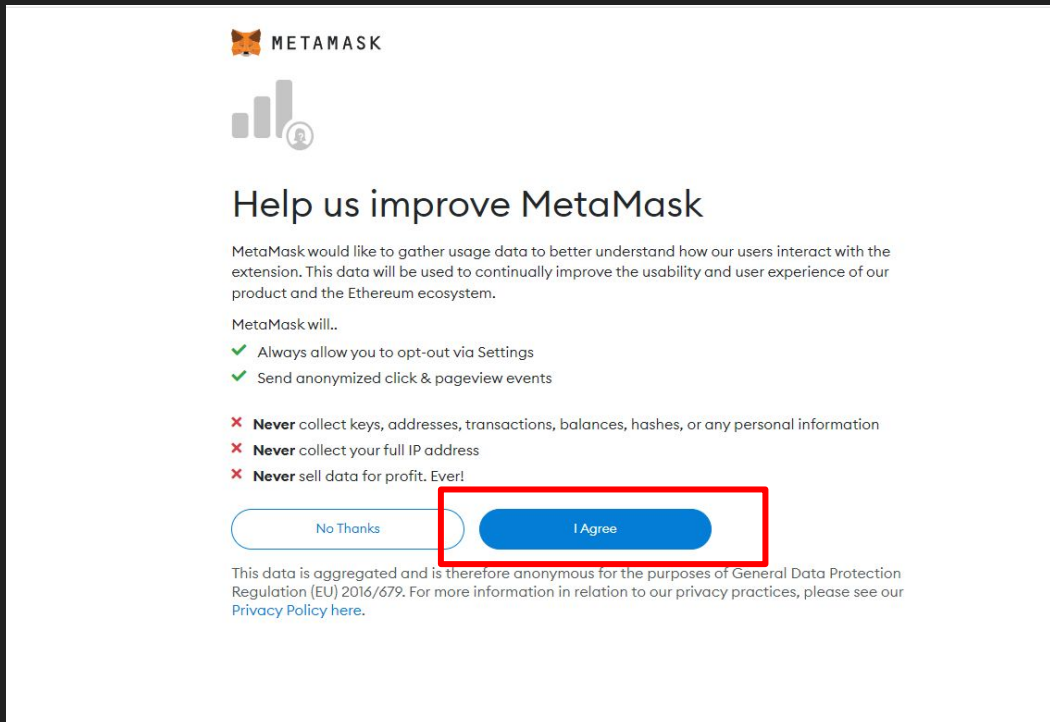 METAMASK
Help us improve MetaMask
MetaMask would like to gather usage data to better understand how our users interact with the
extension. This data will be used to continually improve the usability and user experience of our
product and the Ethereum ecosystem.
MetaMask will..
Always allow you to opt-out via Settings
Send anonymized click & pageview events
Never collect keys, addresses, transactions, balances, hashes, or any personal information
Never collect your full IP address
Never sell data for profit. Ever!
No Thanks
I Agree
This data is aggregated and is therefore anonymous for the purposes of General Data Protection
Regulation (EU) 2016/679. For more information in relation to our privacy practices, please see our
Privacy Policy here.